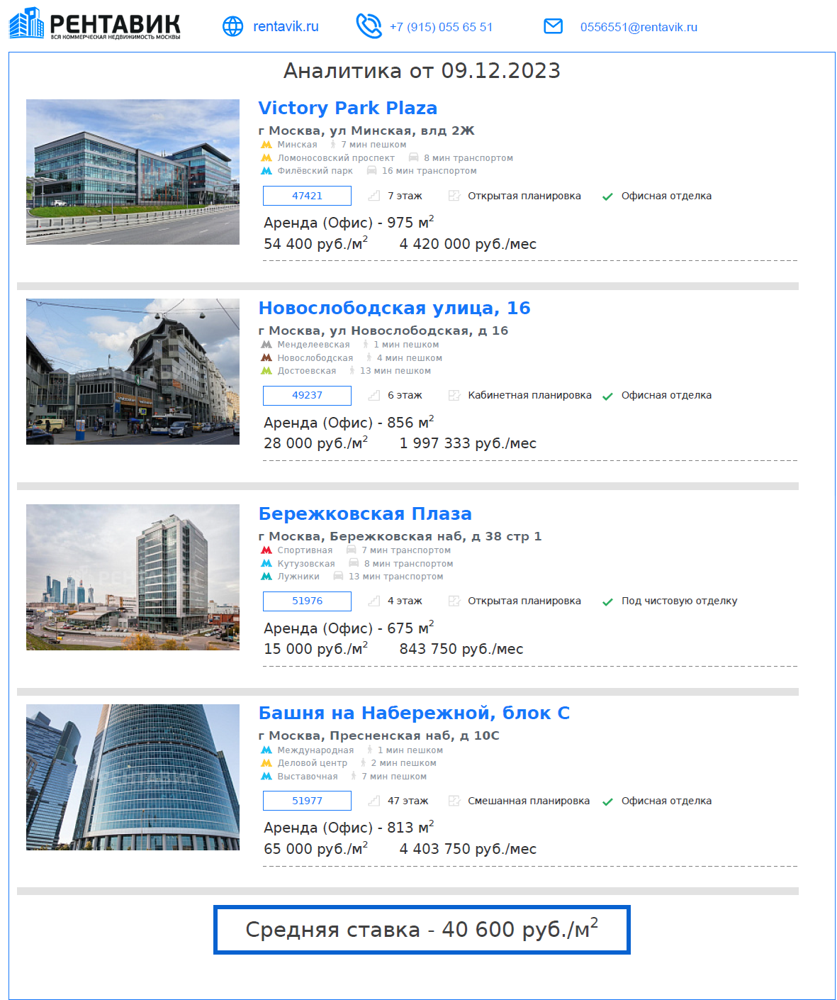 РЕНТАВИК
ВСЯ КОММЕРЧЕСКАЯ НЕДВИЖИМОСТЬ МОСКВЫ
rentavik.ru
+7 (915) 055 65 51
0556551@rentavik.ru
Аналитика от 09.12.2023
Victory Park Plaza
г Москва, ул Минская, влд 2Ж
Минская 7 мин пешком
Ломоносовский проспект 8 мин транспортом
Филёвский парк 16 мин транспортом
47421 7 этаж Открытая планировка Офисная отделка
Аренда (Офис) - 975 м²
54 400 руб./м² 4 420 000 руб./мес
Новослободская улица, 16
г Москва, ул Новослободская, д 16
Менделеевская 1 мин пешком
Новослободская 4 мин пешком
Достоевская 13 мин пешком
49237 6 этаж Кабинетная планировка Офисная отделка
Аренда (Офис) - 856 м²
28 000 руб./м² 1 997 333 руб./мес
Бережковская Плаза
г Москва, Бережковская наб, д 38 стр 1
Спортивная 7 мин транспортом
Кутузовская 8 мин транспортом
Лужники 13 мин транспортом
51976 4 этаж Открытая планировка Под чистовую отделку
Аренда (Офис) - 675 м²
15 000 руб./м² 843 750 руб./мес
Башня на Набережной, блок С
г Москва, Пресненская наб, д 10С
Международная 1 мин пешком
Деловой центр 2 мин пешком
Выставочная 7 мин пешком
51977 47 этаж Смешанная планировка Офисная отделка
Аренда (Офис) - 813 м²
65 000 руб./м² 4 403 750 руб./мес
Средняя ставка - 40 600 руб./м²